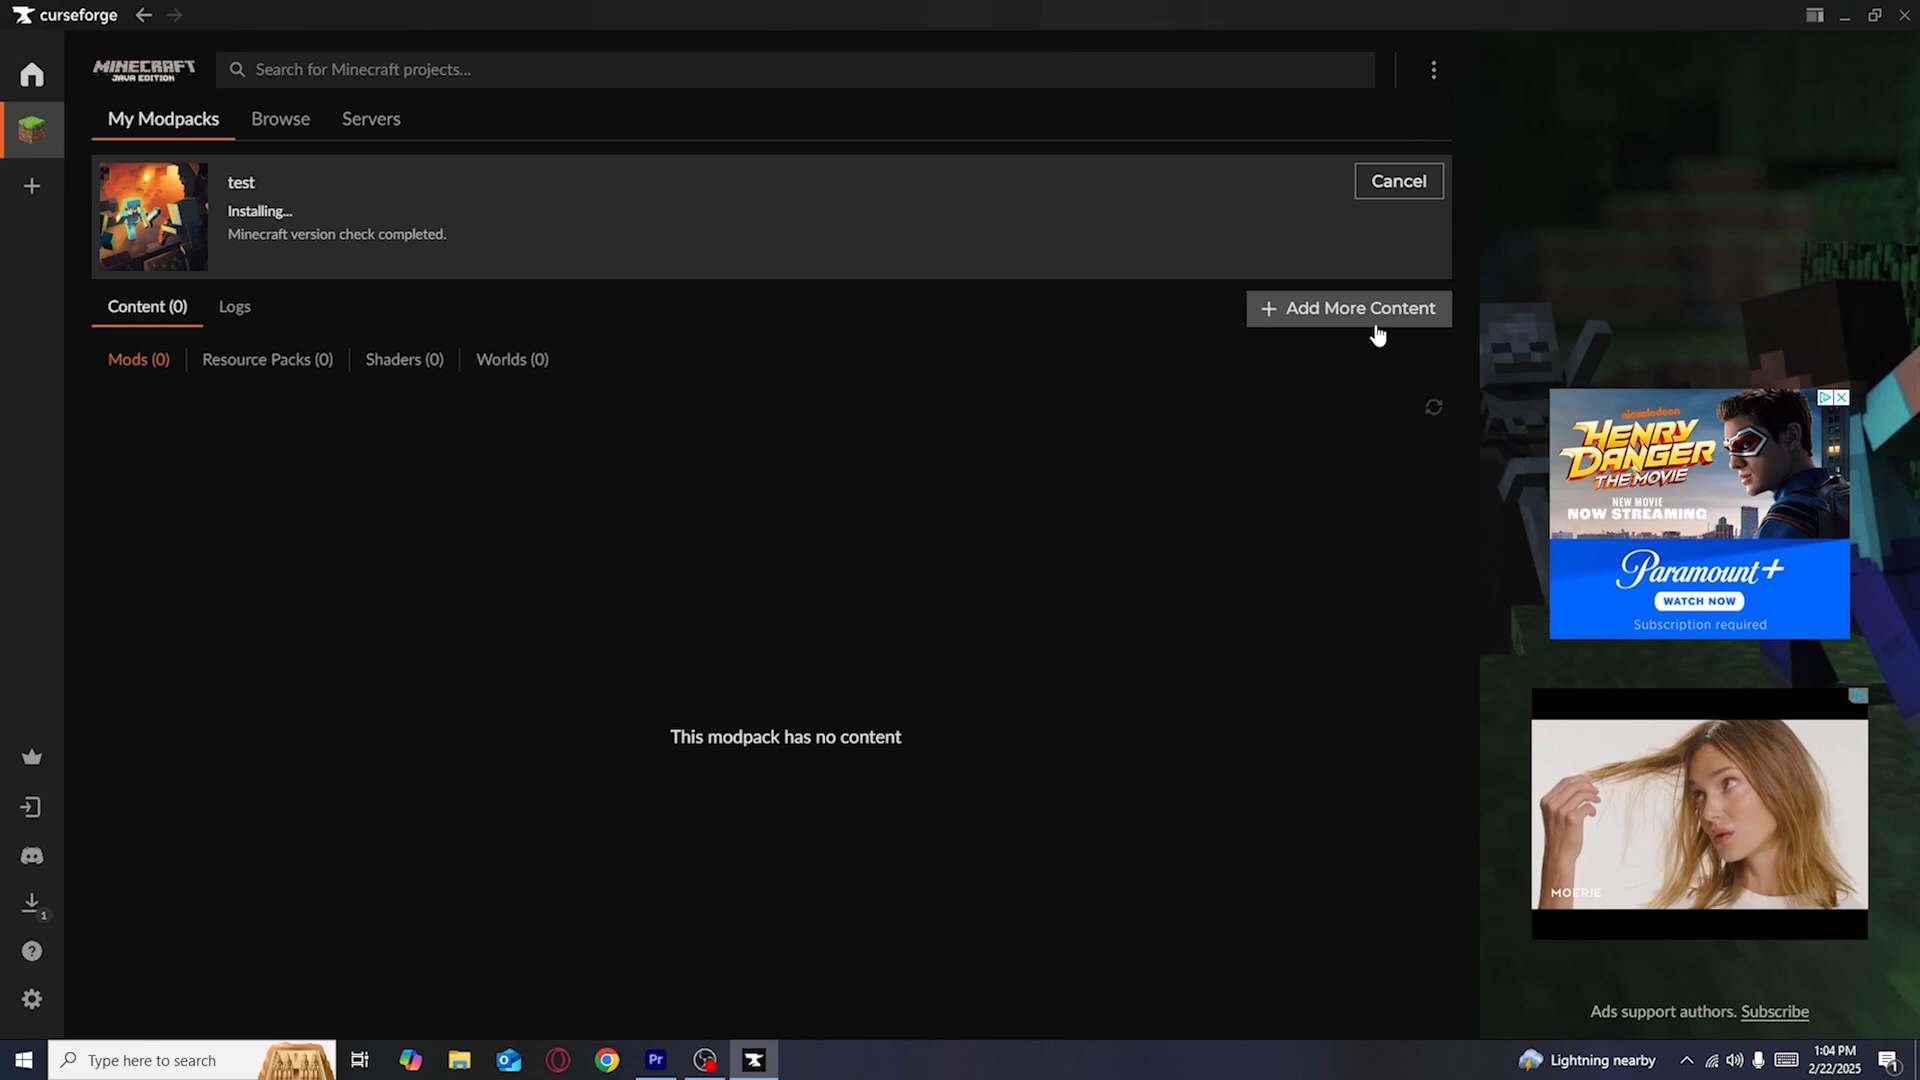 curseforge
MINECRAFT
JAVA EDITION
Search for Minecraft projects...
My Modpacks
Browse
Servers
test
Installing...
Minecraft version check completed.
Cancel
Content (0)
Logs
+ Add More Content
Mods (0)
Resource Packs (0)
Shaders (0)
Worlds (0)
This modpack has no content
nickelodeon
HENRY
DANGER
THE MOVIE
NEW MOVIE
NOW STREAMING
Paramount+
WATCH NOW
Subscription required
MOERIE
Ads support authors. Subscribe
1
?
Type here to search
Pr
Lightning nearby
1:04 PM
2/22/2025
1